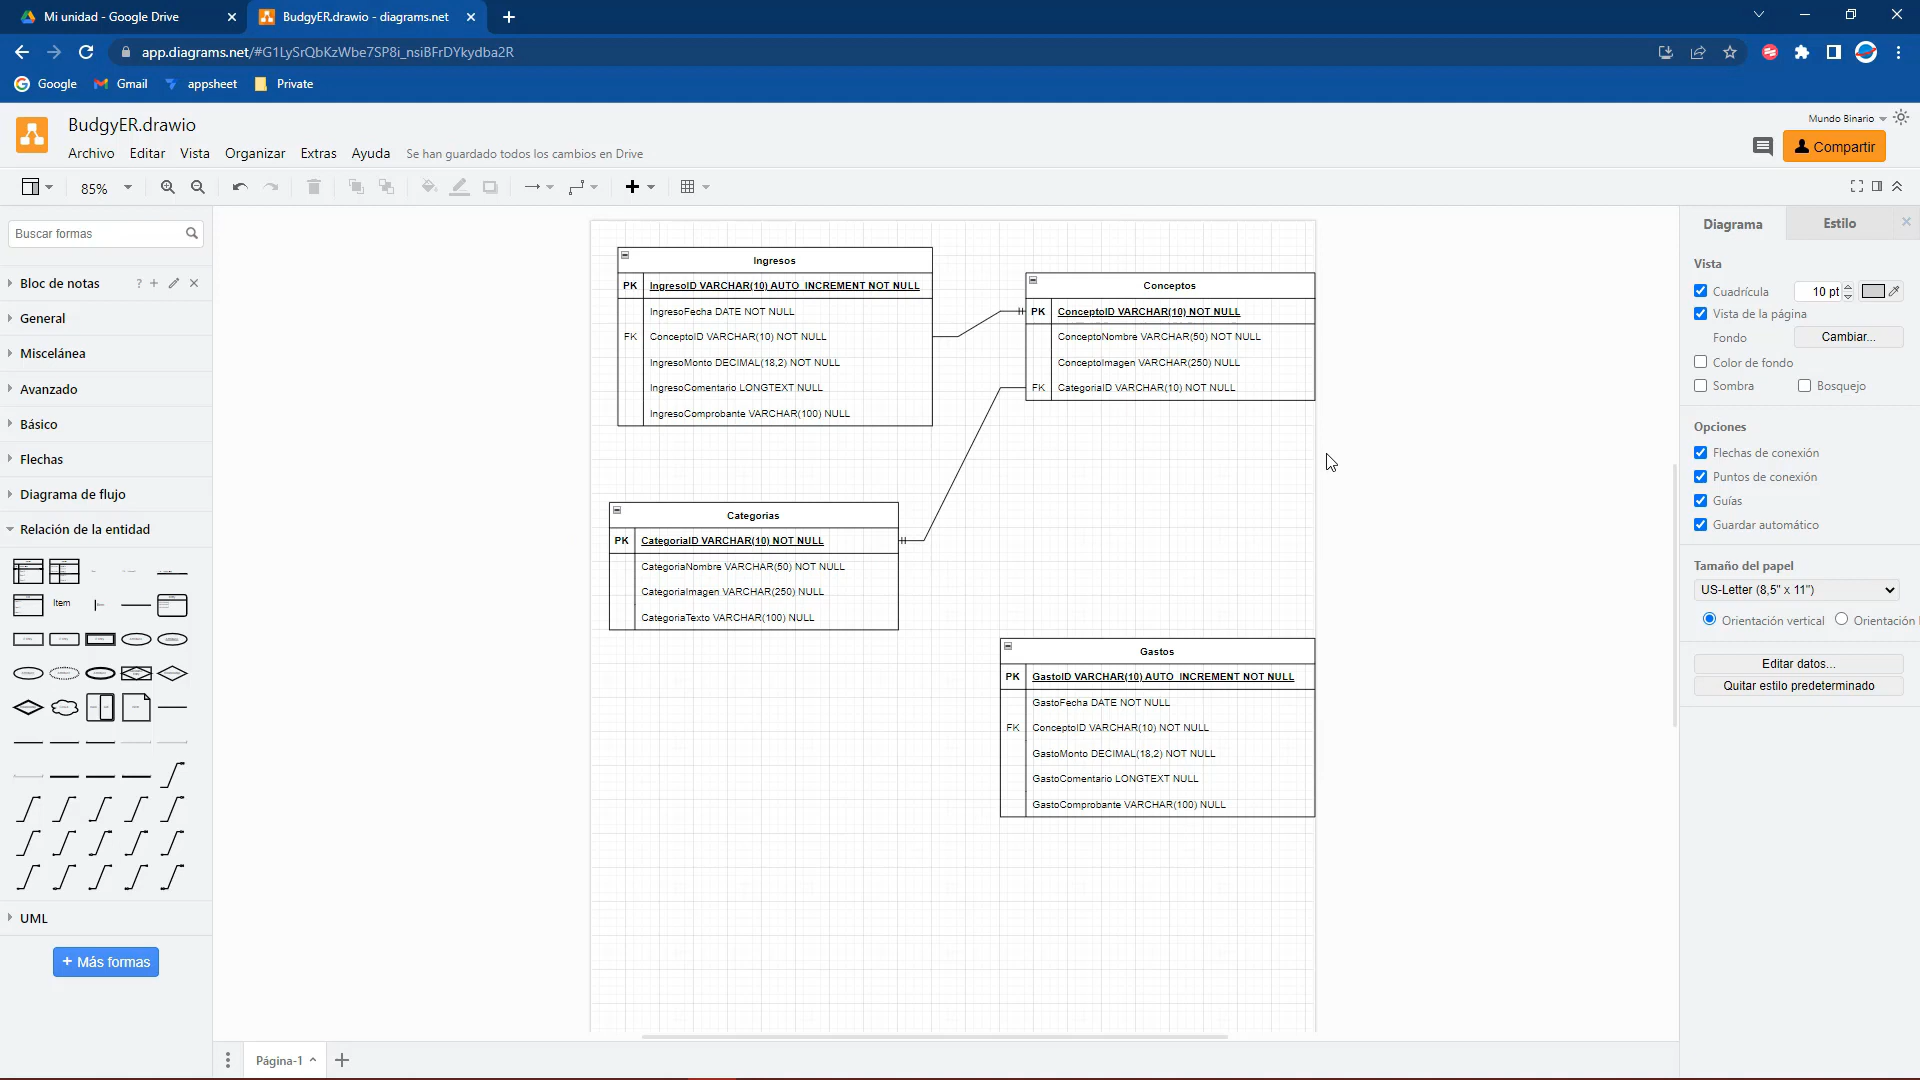 Mi unidad - Google Drive
BudgyER.drawio - diagrams.net
app.diagrams.net/#G1LySrQbKzWbe7SP8i_nsiBFrDYkydba2R
Google
Gmail
appsheet
Private
BudgyER.drawio
Archivo
Editar
Vista
Organizar
Extras
Ayuda
Se han guardado todos los cambios en Drive
Mundo Binario
Compartir
85%
Buscar formas
Bloc de notas
?
General
Miscelánea
Avanzado
Básico
Flechas
Diagrama de flujo
Relación de la entidad
Item
UML
+ Más formas
Ingresos
PK IngresoID VARCHAR(10) AUTO_INCREMENT NOT NULL
IngresoFecha DATE NOT NULL
FK ConceptoID VARCHAR(10) NOT NULL
IngresoMonto DECIMAL(18,2) NOT NULL
IngresoComentario LONGTEXT NULL
IngresoComprobante VARCHAR(100) NULL
Conceptos
PK ConceptoID VARCHAR(10) NOT NULL
ConceptoNombre VARCHAR(50) NOT NULL
ConceptoImagen VARCHAR(250) NULL
FK CategoriaID VARCHAR(10) NOT NULL
Categorias
PK CategoriaID VARCHAR(10) NOT NULL
CategoriaNombre VARCHAR(50) NOT NULL
CategoriaImagen VARCHAR(250) NULL
CategoriaTexto VARCHAR(100) NULL
Gastos
PK GastoID VARCHAR(10) AUTO_INCREMENT NOT NULL
GastoFecha DATE NOT NULL
FK ConceptoID VARCHAR(10) NOT NULL
GastoMonto DECIMAL(18,2) NOT NULL
GastoComentario LONGTEXT NULL
GastoComprobante VARCHAR(100) NULL
Diagrama
Estilo
Vista
Cuadrícula
10 pt
Vista de la página
Fondo
Cambiar...
Color de fondo
Sombra
Bosquejo
Opciones
Flechas de conexión
Puntos de conexión
Guías
Guardar automático
Tamaño del papel
US-Letter (8,5" x 11")
Orientación vertical
Orientación
Editar datos...
Quitar estilo predeterminado
Página-1